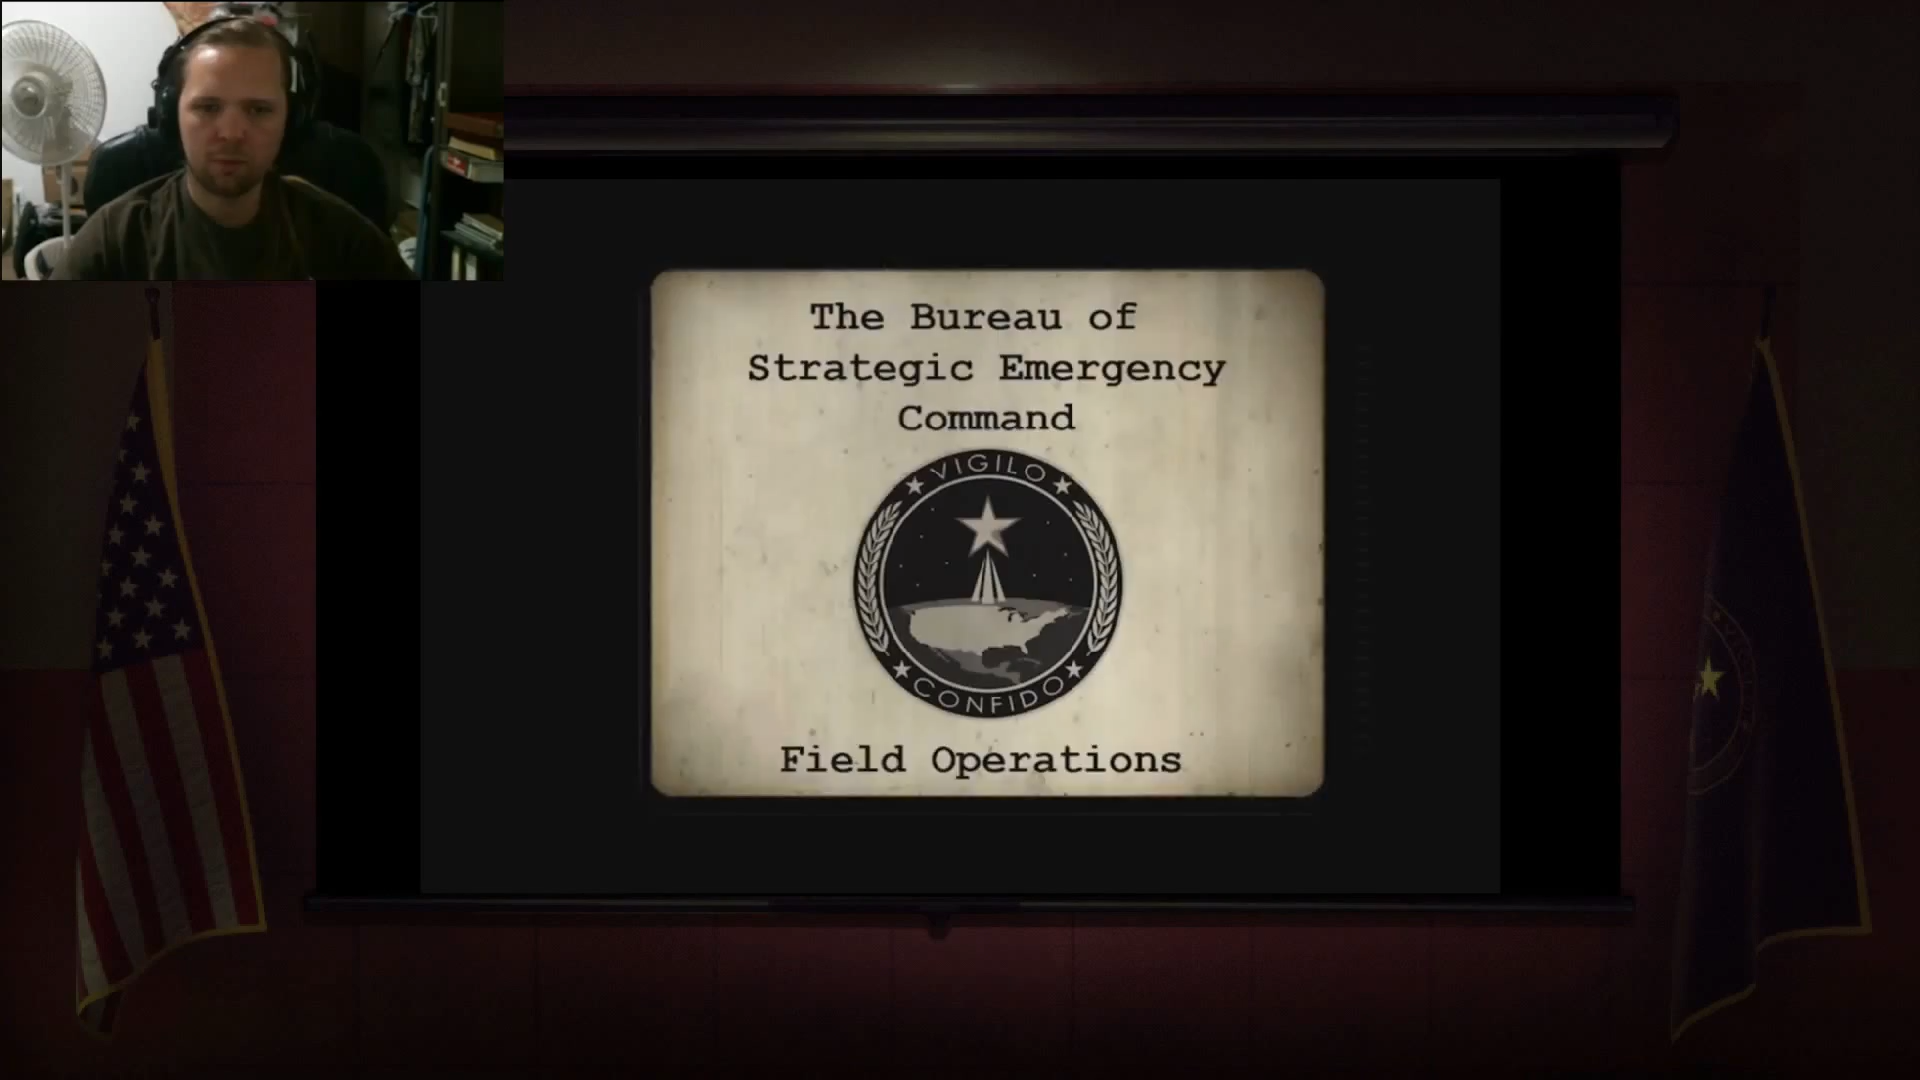 The Bureau of
Strategic Emergency
Command
VIGILO
CONFIDO
Field Operations